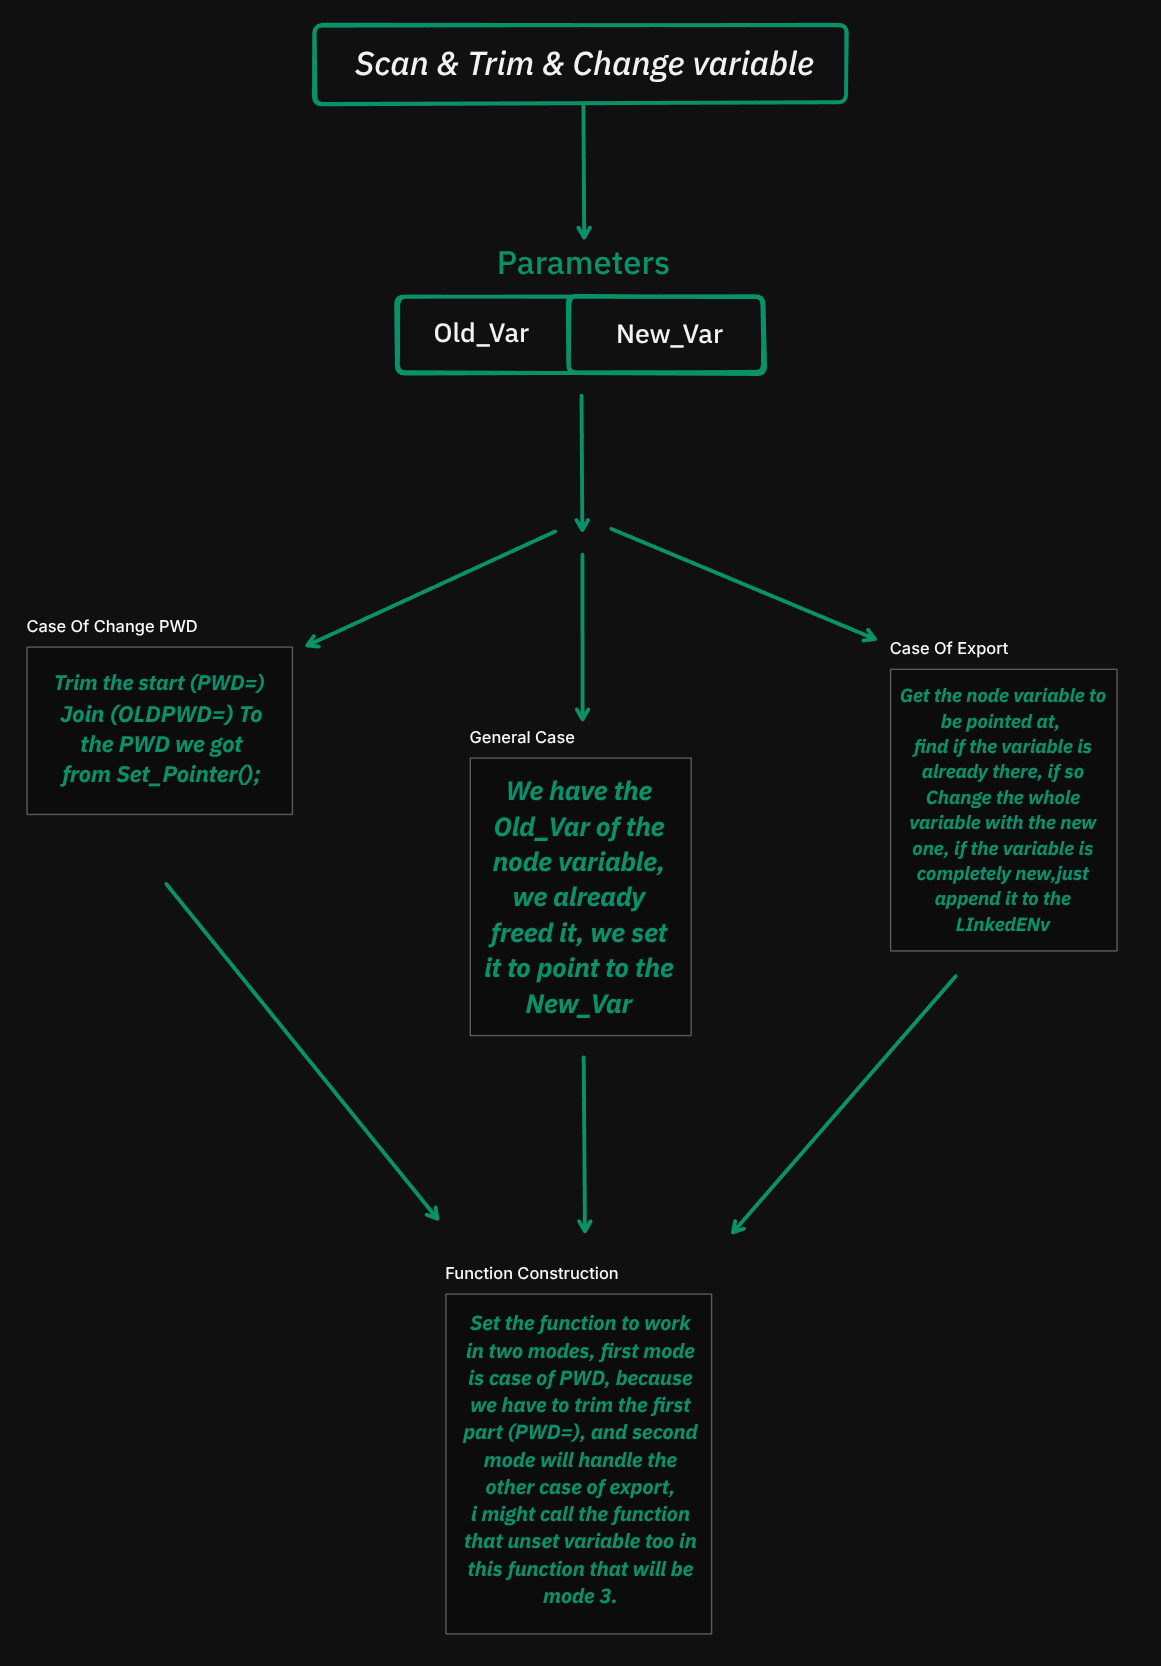 Scan & Trim & Change variable
Parameters
Old_Var
New_Var
Case Of Change PWD
Trim the start (PWD=)
Join (OLDPWD=) To
the PWD we got
from Set_Pointer();
General Case
We have the
Old_Var of the
node variable,
we already
freed it, we set
it to point to the
New_Var
Case Of Export
Get the node variable to
be pointed at,
find if the variable is
already there, if so
Change the whole
variable with the new
one, if the variable is
completely new,just
append it to the
LInkedENv
Function Construction
Set the function to work
in two modes, first mode
is case of PWD, because
we have to trim the first
part (PWD=), and second
mode will handle the
other case of export,
i might call the function
that unset variable too in
this function that will be
mode 3.